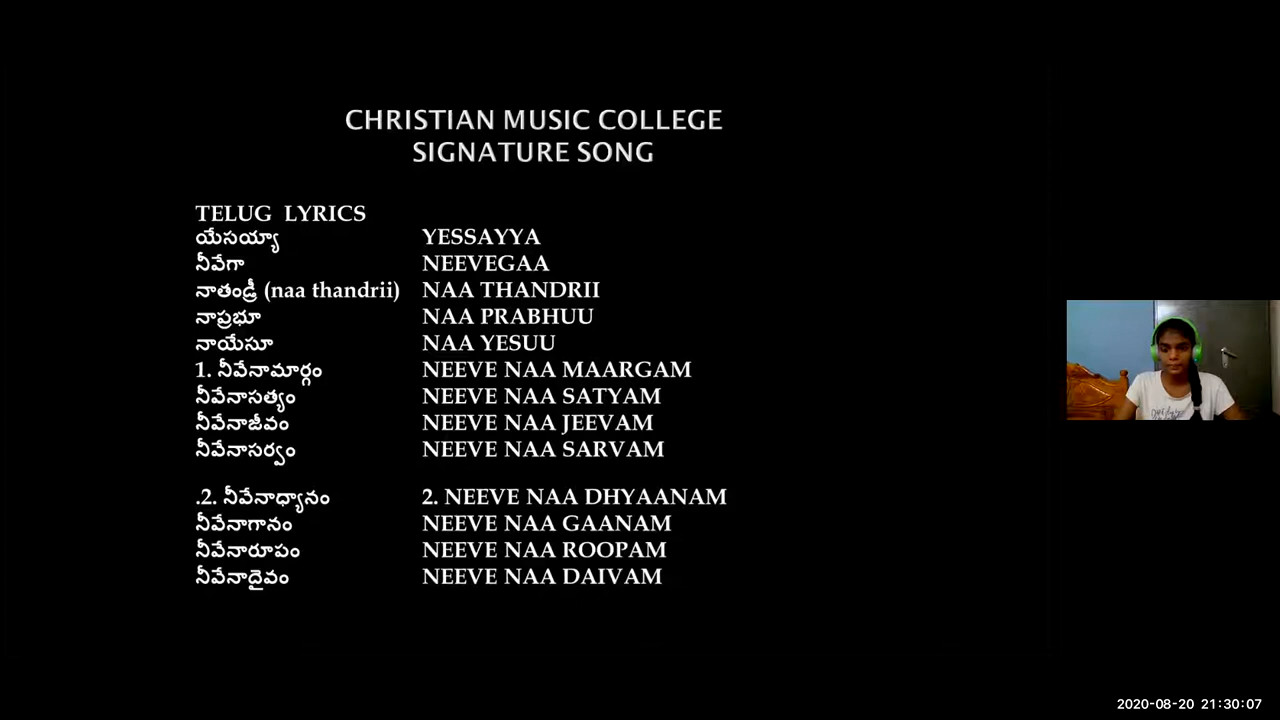 CHRISTIAN MUSIC COLLEGE
SIGNATURE SONG
TELUG LYRICS
యేసయ్యా YESSAYYA
నీవేగా NEEVEGAA
నాతండ్రీ (naa thandrii) NAA THANDRII
నాప్రభూ NAA PRABHUU
నాయేసూ NAA YESUU
1. నీవేనామార్గం NEEVE NAA MAARGAM
నీవేనాసత్యం NEEVE NAA SATYAM
నీవేనాజీవం NEEVE NAA JEEVAM
నీవేనాసర్వం NEEVE NAA SARVAM
.2. నీవేనాధ్యానం 2. NEEVE NAA DHYAANAM
నీవేనాగానం NEEVE NAA GAANAM
నీవేనారూపం NEEVE NAA ROOPAM
నీవేనాదైవం NEEVE NAA DAIVAM
2020-08-20 21:30:07